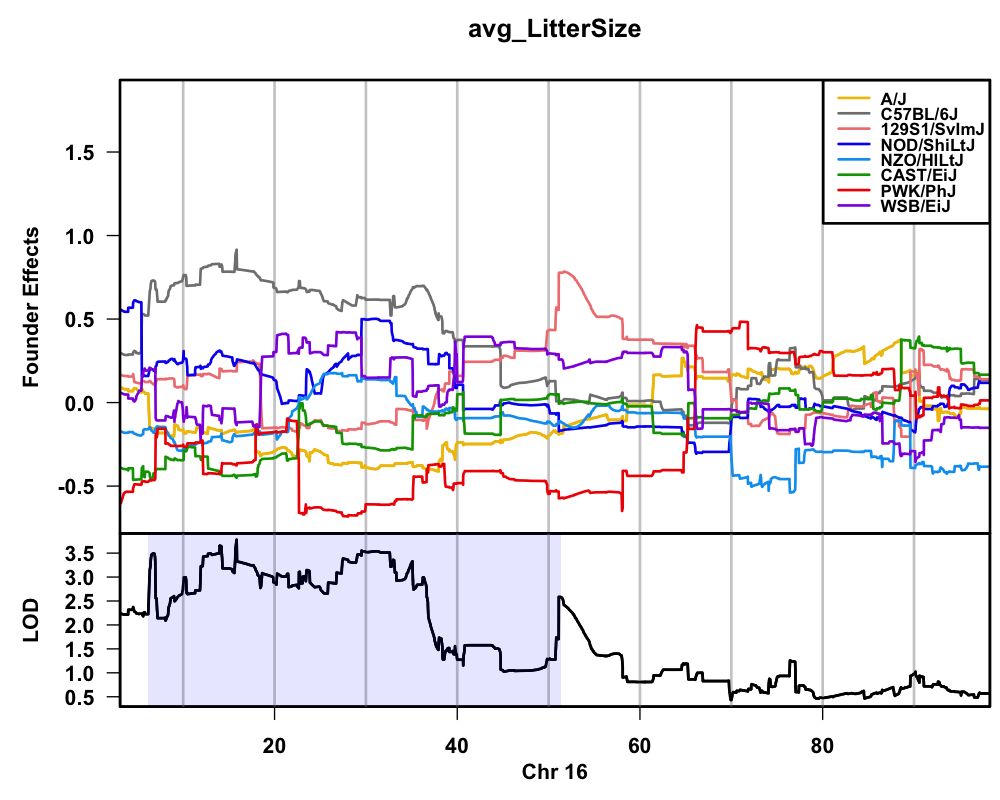 avg_LitterSize
A/J
C57BL/6J
129S1/SvImJ
NOD/ShiLtJ
NZO/HlLtJ
CAST/EiJ
PWK/PhJ
WSB/EiJ
Founder Effects
1.5
1.0
0.5
0.0
-0.5
LOD
3.5
3.0
2.5
2.0
1.5
1.0
0.5
20 40 60 80
Chr 16